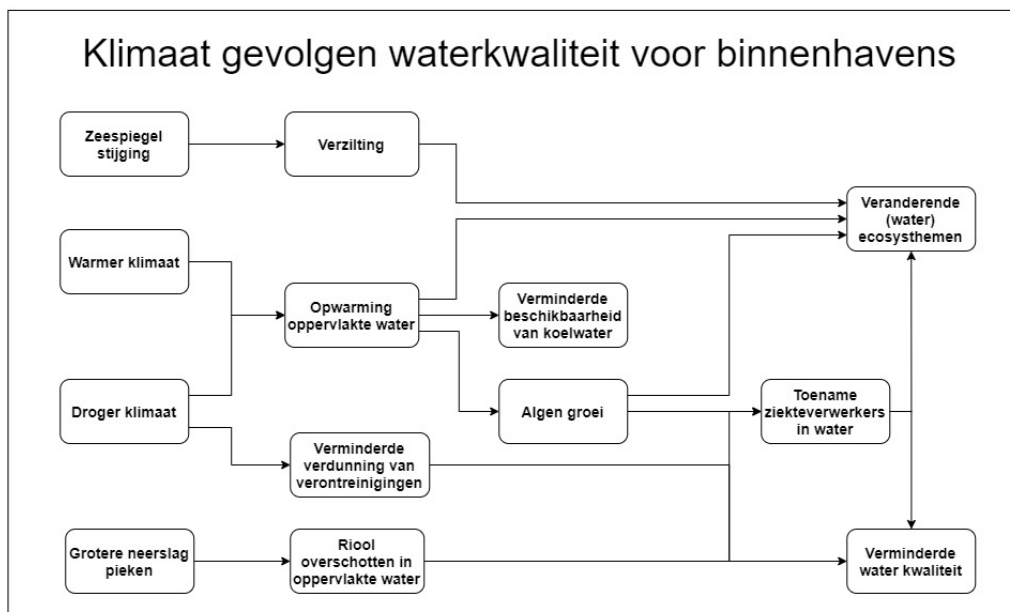 Klimaat gevolgen waterkwaliteit voor binnenhavens
Zeespiegel
stijging
Verzilting
Veranderende
(water)
ecosysthemen
Warmer klimaat
Opwarming
oppervlakte water
Verminderde
beschikbaarheid
van koelwater
Droger klimaat
Algen groei
Toename
ziekteverwerkers
in water
Verminderde
verdunning van
verontreinigingen
Grotere neerslag
pieken
Riool
overschotten in
oppervlakte water
Verminderde
water kwaliteit